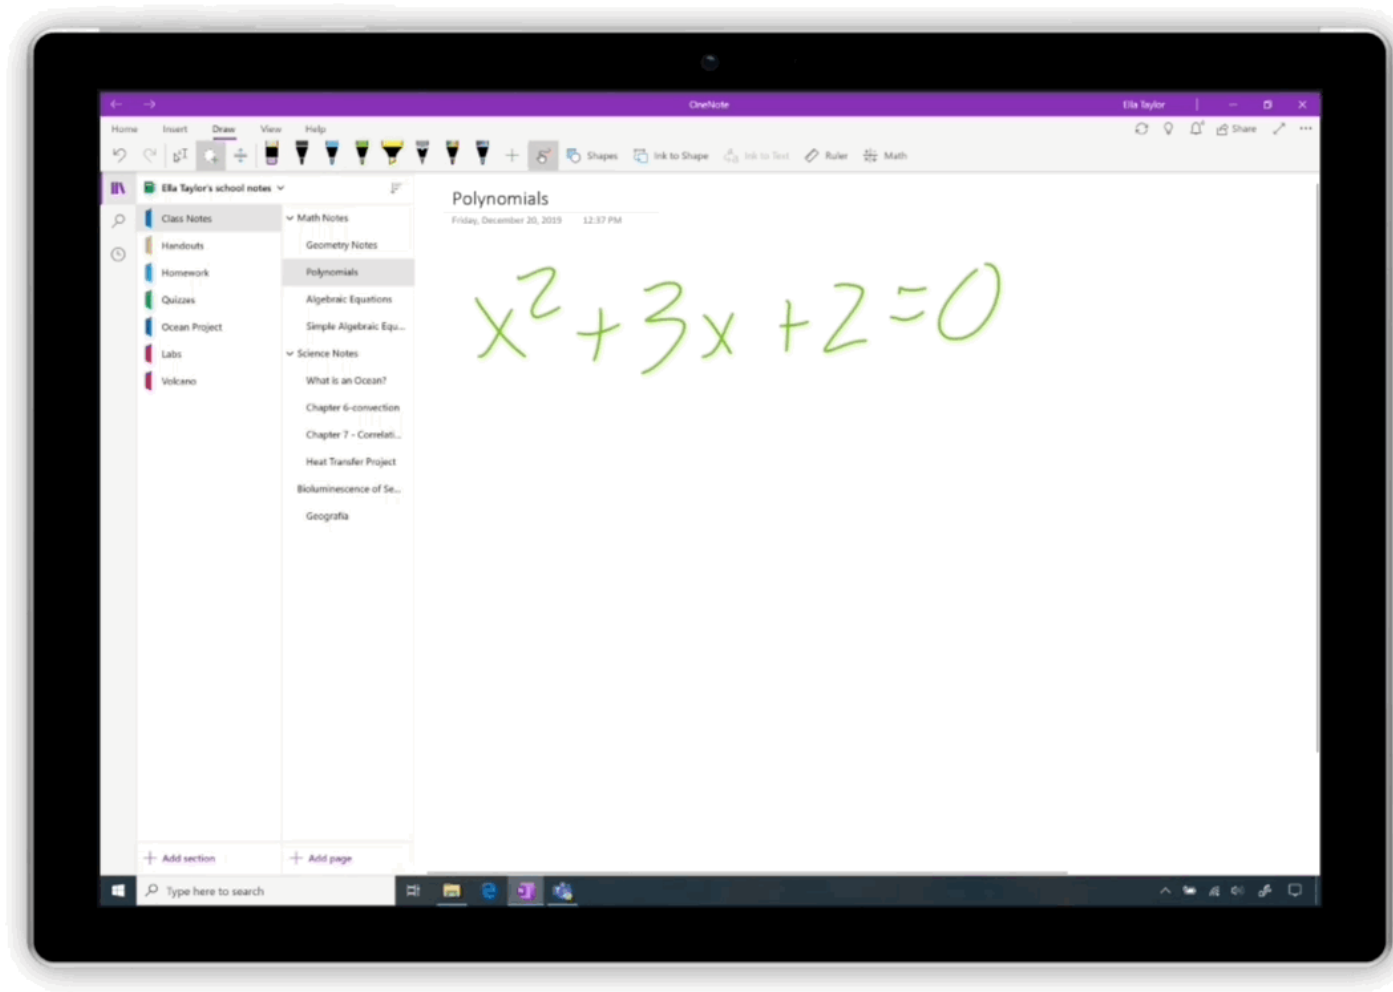 OneNote
Ella Taylor
Home Insert Draw View Help
Share
Shapes Ink to Shape Ink to Text Ruler Math
Ella Taylor's school notes
Class Notes
Handouts
Homework
Quizzes
Ocean Project
Labs
Volcano
Math Notes
Geometry Notes
Polynomials
Algebraic Equations
Simple Algebraic Equ...
Science Notes
What is an Ocean?
Chapter 6-convection
Chapter 7 - Correlati...
Heat Transfer Project
Bioluminescence of Se...
Geografía
Polynomials
Friday, December 20, 2019 12:37 PM
x² + 3x + 2 = 0
Add section
Add page
Type here to search